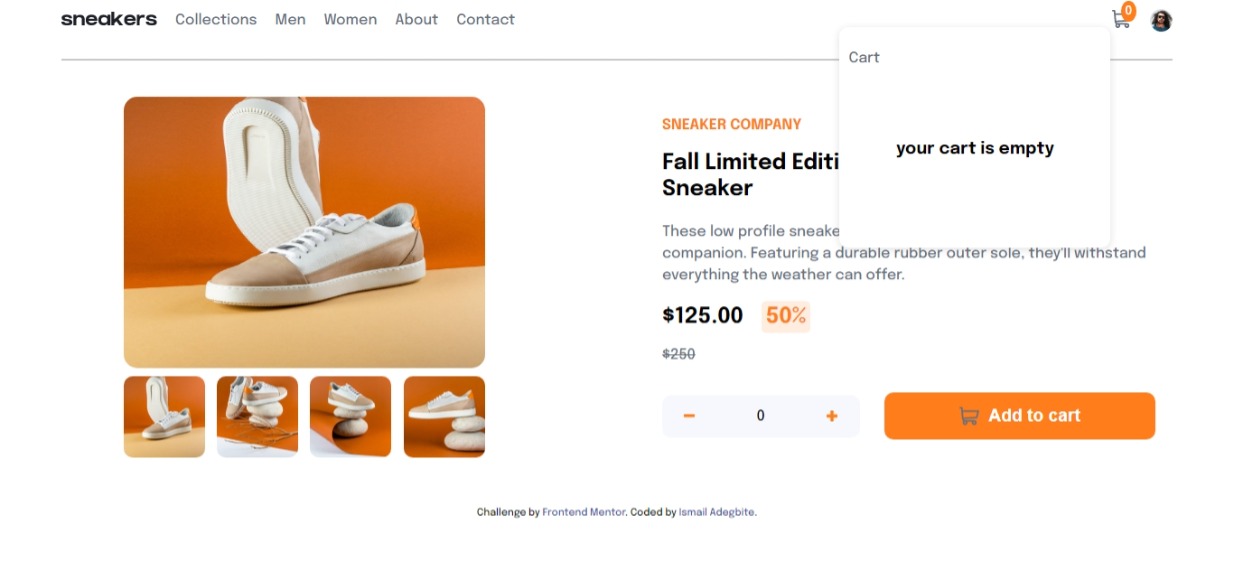 sneakers Collections Men Women About Contact 0
Cart
your cart is empty
SNEAKER COMPANY
Fall Limited Editi
Sneaker
These low profile sneake
companion. Featuring a durable rubber outer sole, they'll withstand
everything the weather can offer.
$125.00 50%
$250
0 Add to cart
Challenge by Frontend Mentor. Coded by Ismail Adegbite.